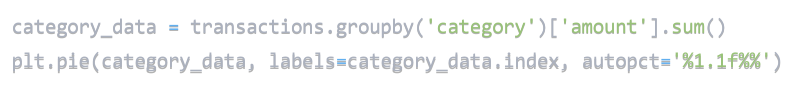 category_data = transactions.groupby('category')['amount'].sum()
plt.pie(category_data, labels=category_data.index, autopct='%1.1f%%')